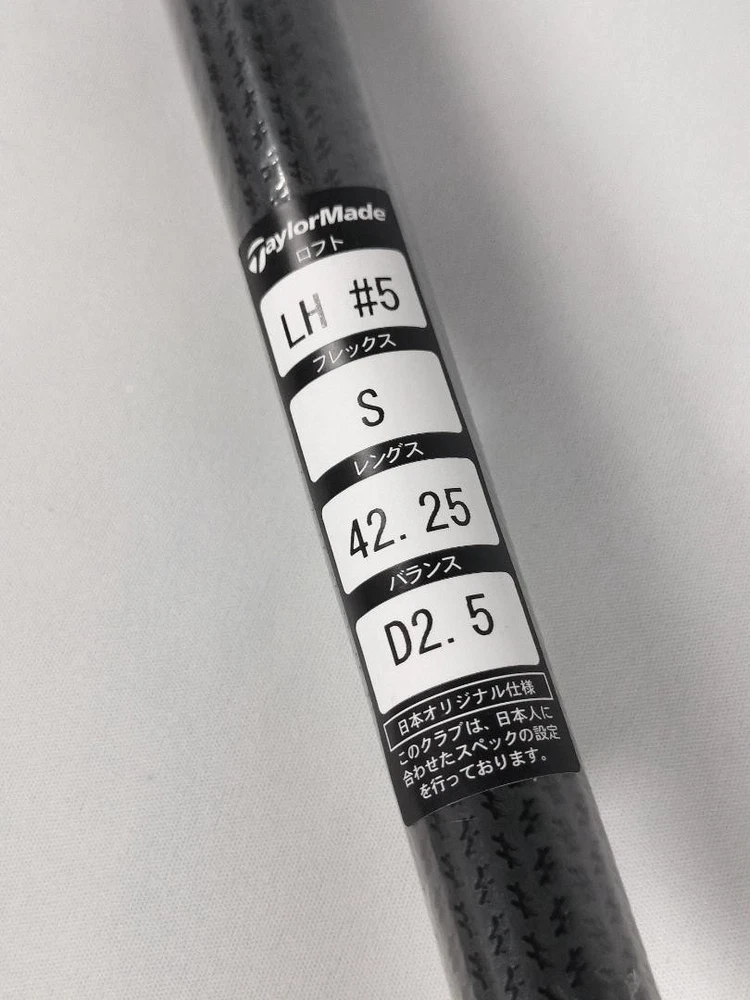 TaylorMade
ロフト
LH #5
フレックス
S
レングス
42.25
バランス
D2.5
日本オリジナル仕様
このクラブは、日本人に
合わせたスペックの設定
を行っております。